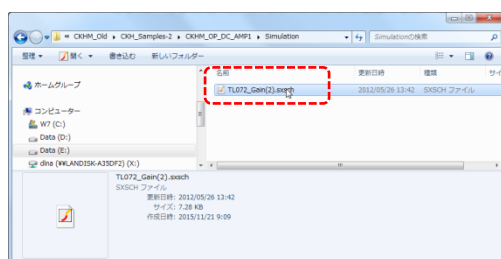 « CKHM_Old ▸ CKH_Samples-2 ▸ CKHM_OP_DC_AMP1 ▸ Simulation
Simulationの検索
整理 ▼ 開く ▼ 書き込む 新しいフォルダー
名前 更新日時 種類 サイ
ホームグループ
TL072_Gain(2).sxsch 2012/05/26 13:42 SXSCH ファイル
コンピューター
W7 (C:)
Data (D:)
Data (E:)
dlna (¥¥LANDISK-A35DF2) (X:)
TL072_Gain(2).sxsch
SXSCH ファイル
更新日時: 2012/05/26 13:42
サイズ: 7.28 KB
作成日時: 2015/11/21 9:09